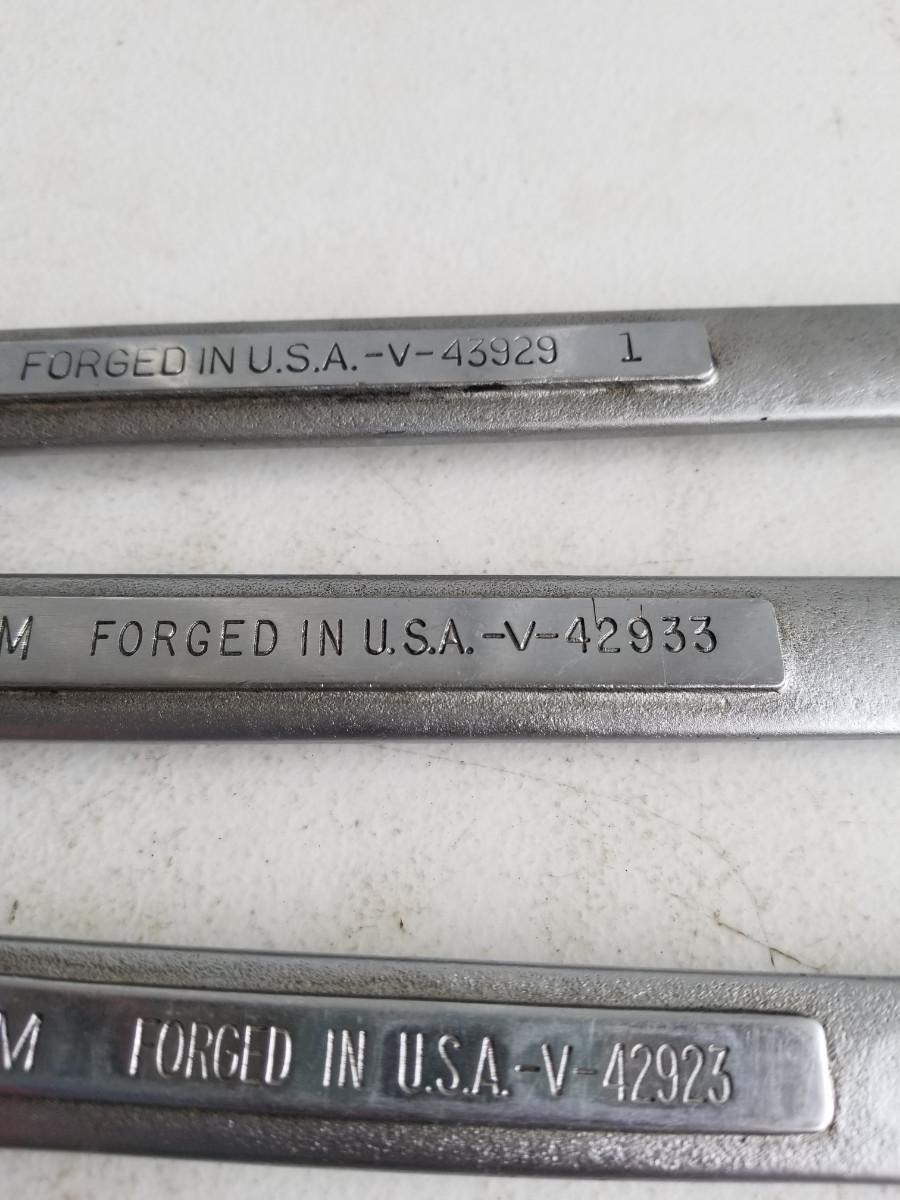 FORGED IN U.S.A.-V-43929 1
M FORGED IN U.S.A.-V-42933
M FORGED IN U.S.A.-V-42923